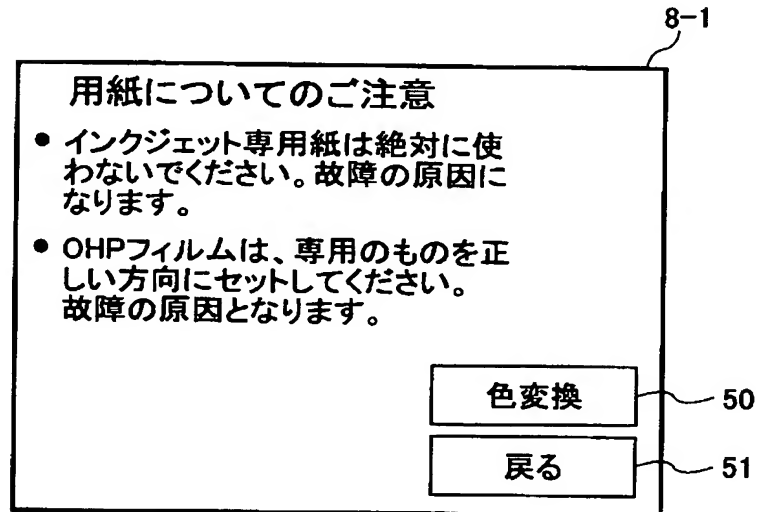 8-1
用紙についてのご注意
● インクジェット専用紙は絶対に使
わないでください。故障の原因に
なります。
● OHPフィルムは、専用のものを正
しい方向にセットしてください。
故障の原因となります。
色変換
50
戻る
51